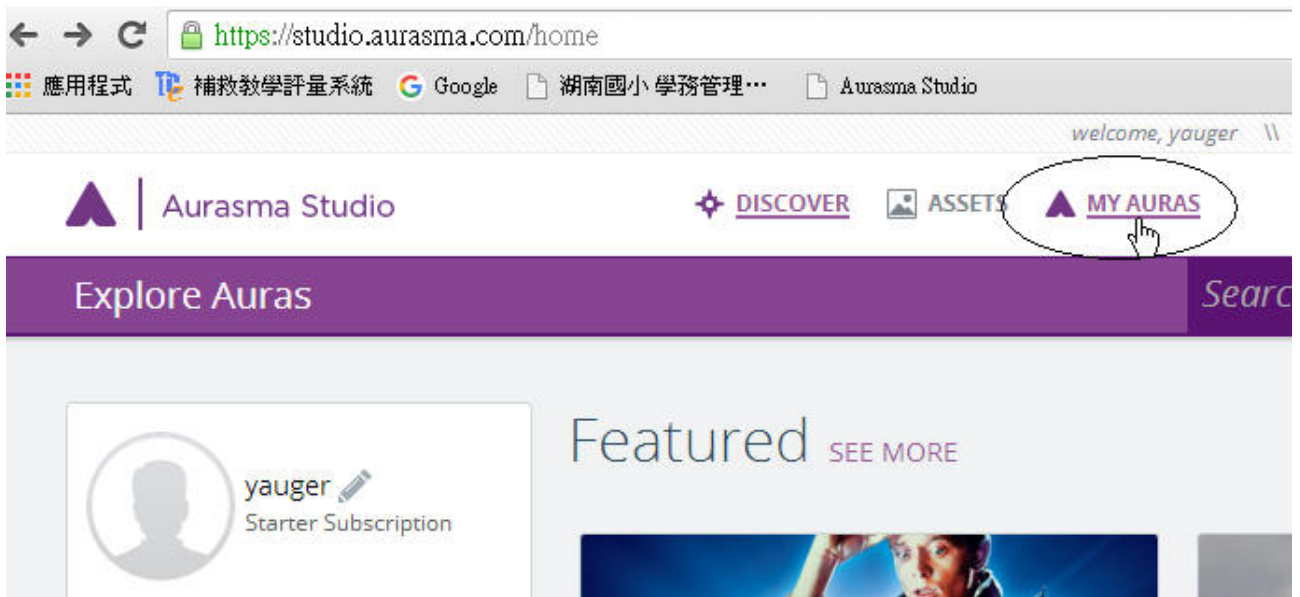 https://studio.aurasma.com/home
應用程式 補救教學評量系統 Google 湖南國小 學務管理… Aurasma Studio
welcome, yauger \\
Aurasma Studio DISCOVER ASSETS MY AURAS
Explore Auras Searc
Featured SEE MORE
yauger
Starter Subscription